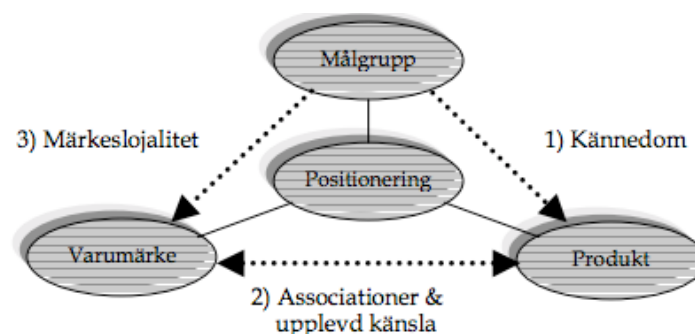 Målgrupp
3) Märkeslojalitet
1) Kännedom
Positionering
Varumärke
Produkt
2) Associationer &
upplevd känsla